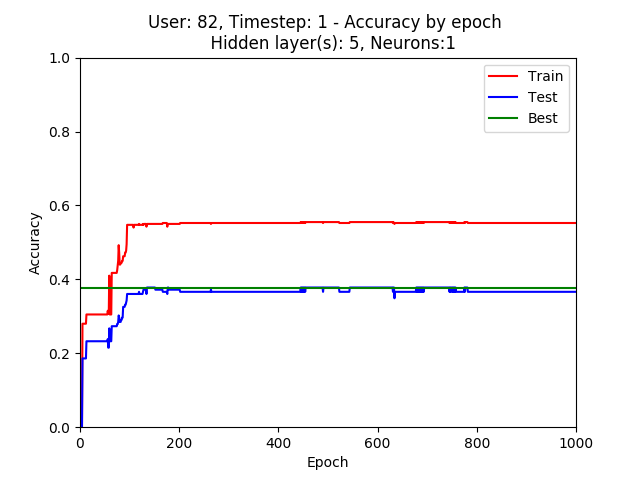 User: 82, Timestep: 1 - Accuracy by epoch
Hidden layer(s): 5, Neurons:1
Train
Test
Best
1.0
0.8
0.6
0.4
0.2
0.0
Accuracy
0
200
400
600
800
1000
Epoch